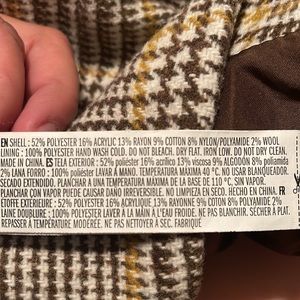 EN SHELL : 52% POLYESTER 16% ACRYLIC 13% RAYON 9% COTTON 8% NYLON/POLYAMIDE 2% WOOL
LINING : 100% POLYESTER HAND WASH COLD. DO NOT BLEACH. DRY FLAT. IRON LOW. DO NOT DRY CLEAN.
MADE IN CHINA. ES TELA EXTERIOR : 52% poliéster 16% acrílico 13% viscosa 9% ALGODÓN 8% poliamida
2% LANA FORRO : 100% poliéster LAVAR A MANO. TEMPERATURA MAXIMA 40 °C. NO USAR BLANQUEADOR.
SECADO EXTENDIDO. PLANCHAR A UNA TEMPERATURA MAXIMA DE LA BASE DE 110 °C, SIN VAPOR.
PLANCHAR CON VAPOR PUEDE CAUSAR DANO IRREVERSIBLE. NO LIMPIEZA EN SECO. HECHO EN CHINA. FR
ETOFFE EXTERIEURE : 52% POLYESTER 16% ACRYLIQUE 13% RAYONNE 9% COTON 8% POLYAMIDE 2%
LAINE DOUBLURE : 100% POLYESTER LAVER A LA MAIN A L'EAU FROIDE. NE PAS BLANCHIR. SÉCHER A PLAT.
REPASSER À TEMPÉRATURE MODÉRÉE. NE PAS NETTOYER A SEC. FABRIQUÉ